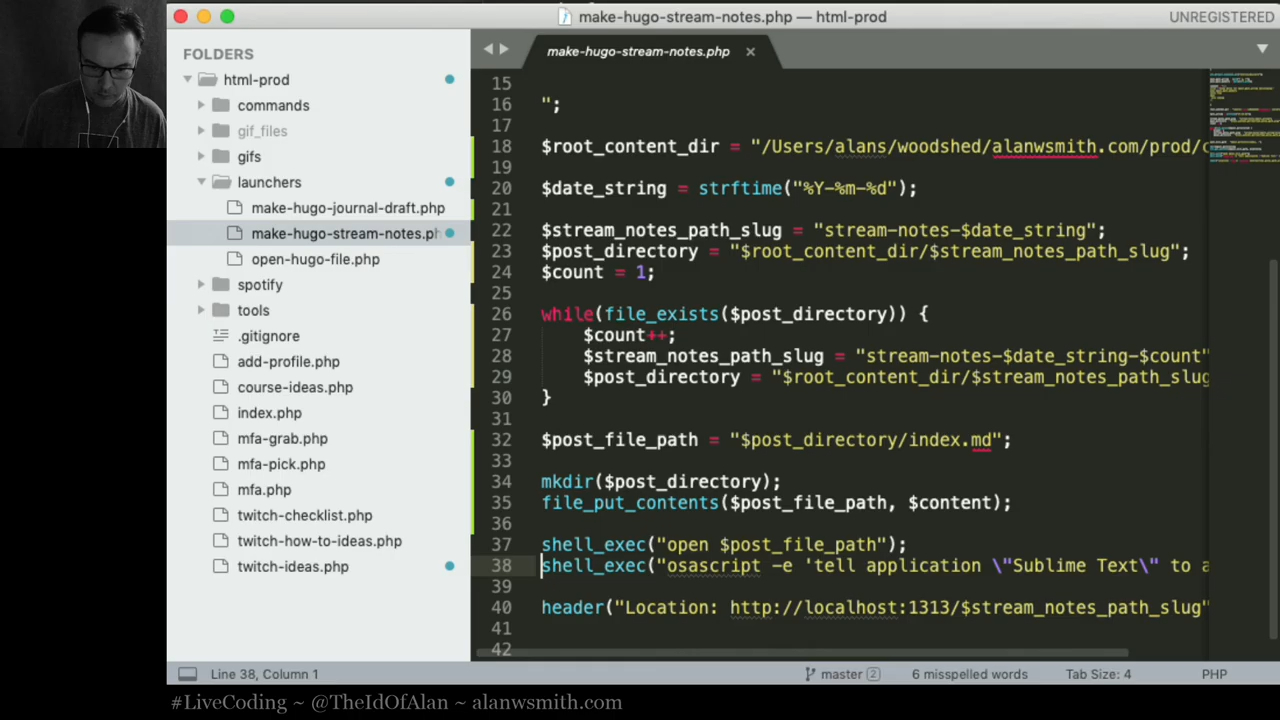 make-hugo-stream-notes.php — html-prod
UNREGISTERED
FOLDERS
html-prod
commands
gif_files
gifs
launchers
make-hugo-journal-draft.php
make-hugo-stream-notes.ph
open-hugo-file.php
spotify
tools
.gitignore
add-profile.php
course-ideas.php
index.php
mfa-grab.php
mfa-pick.php
mfa.php
twitch-checklist.php
twitch-how-to-ideas.php
twitch-ideas.php
make-hugo-stream-notes.php
15
16 ";
17
18 $root_content_dir = "/Users/alans/woodshed/alanwsmith.com/prod/c
19
20 $date_string = strftime("%Y-%m-%d");
21
22 $stream_notes_path_slug = "stream-notes-$date_string";
23 $post_directory = "$root_content_dir/$stream_notes_path_slug";
24 $count = 1;
25
26 while(file_exists($post_directory)) {
27 $count++;
28 $stream_notes_path_slug = "stream-notes-$date_string-$count"
29 $post_directory = "$root_content_dir/$stream_notes_path_slug
30 }
31
32 $post_file_path = "$post_directory/index.md";
33
34 mkdir($post_directory);
35 file_put_contents($post_file_path, $content);
36
37 shell_exec("open $post_file_path");
38 shell_exec("osascript -e 'tell application \"Sublime Text\" to a
39
40 header("Location: http://localhost:1313/$stream_notes_path_slug"
41
42
Line 38, Column 1
master 2
6 misspelled words
Tab Size: 4
PHP
#LiveCoding ~ @TheIdOfAlan ~ alanwsmith.com